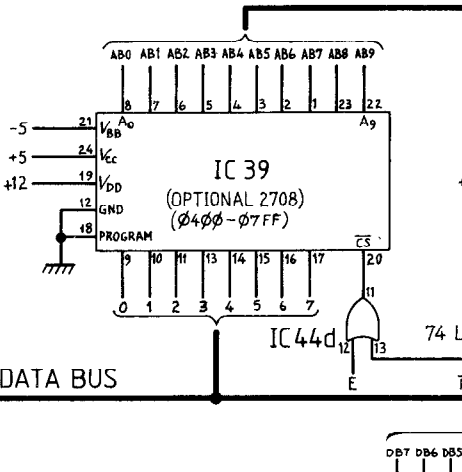 AB0 AB1 AB2 AB3 AB4 AB5 AB6 AB7 AB8 AB9
8 7 6 5 4 3 2 1 23 22
A0 A9
-5 21 VBB
+5 24 VCC
+12 19 VDD
12 GND
18 PROGRAM
IC 39
(OPTIONAL 2708)
(Ø4ØØ-Ø7FF)
CS
9 10 11 13 14 15 16 17 20
0 1 2 3 4 5 6 7
11
IC44d 12 13
74 L
E
DATA BUS
DB7 DB6 DB5